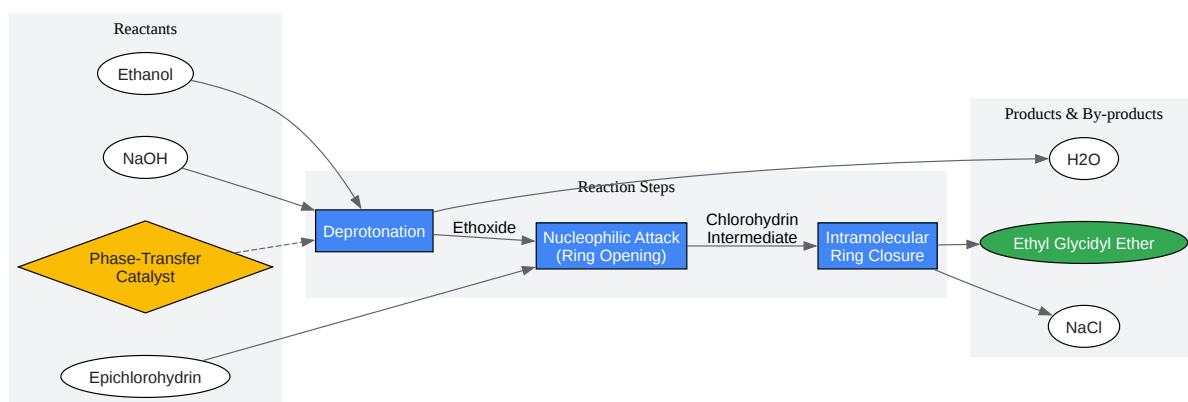 Reactants
Ethanol
NaOH
Phase-Transfer
Catalyst
Epichlorohydrin
Reaction Steps
Deprotonation
Ethoxide
Nucleophilic Attack
(Ring Opening)
Chlorohydrin
Intermediate
Intramolecular
Ring Closure
Products & By-products
H2O
Ethyl Glycidyl Ether
NaCl